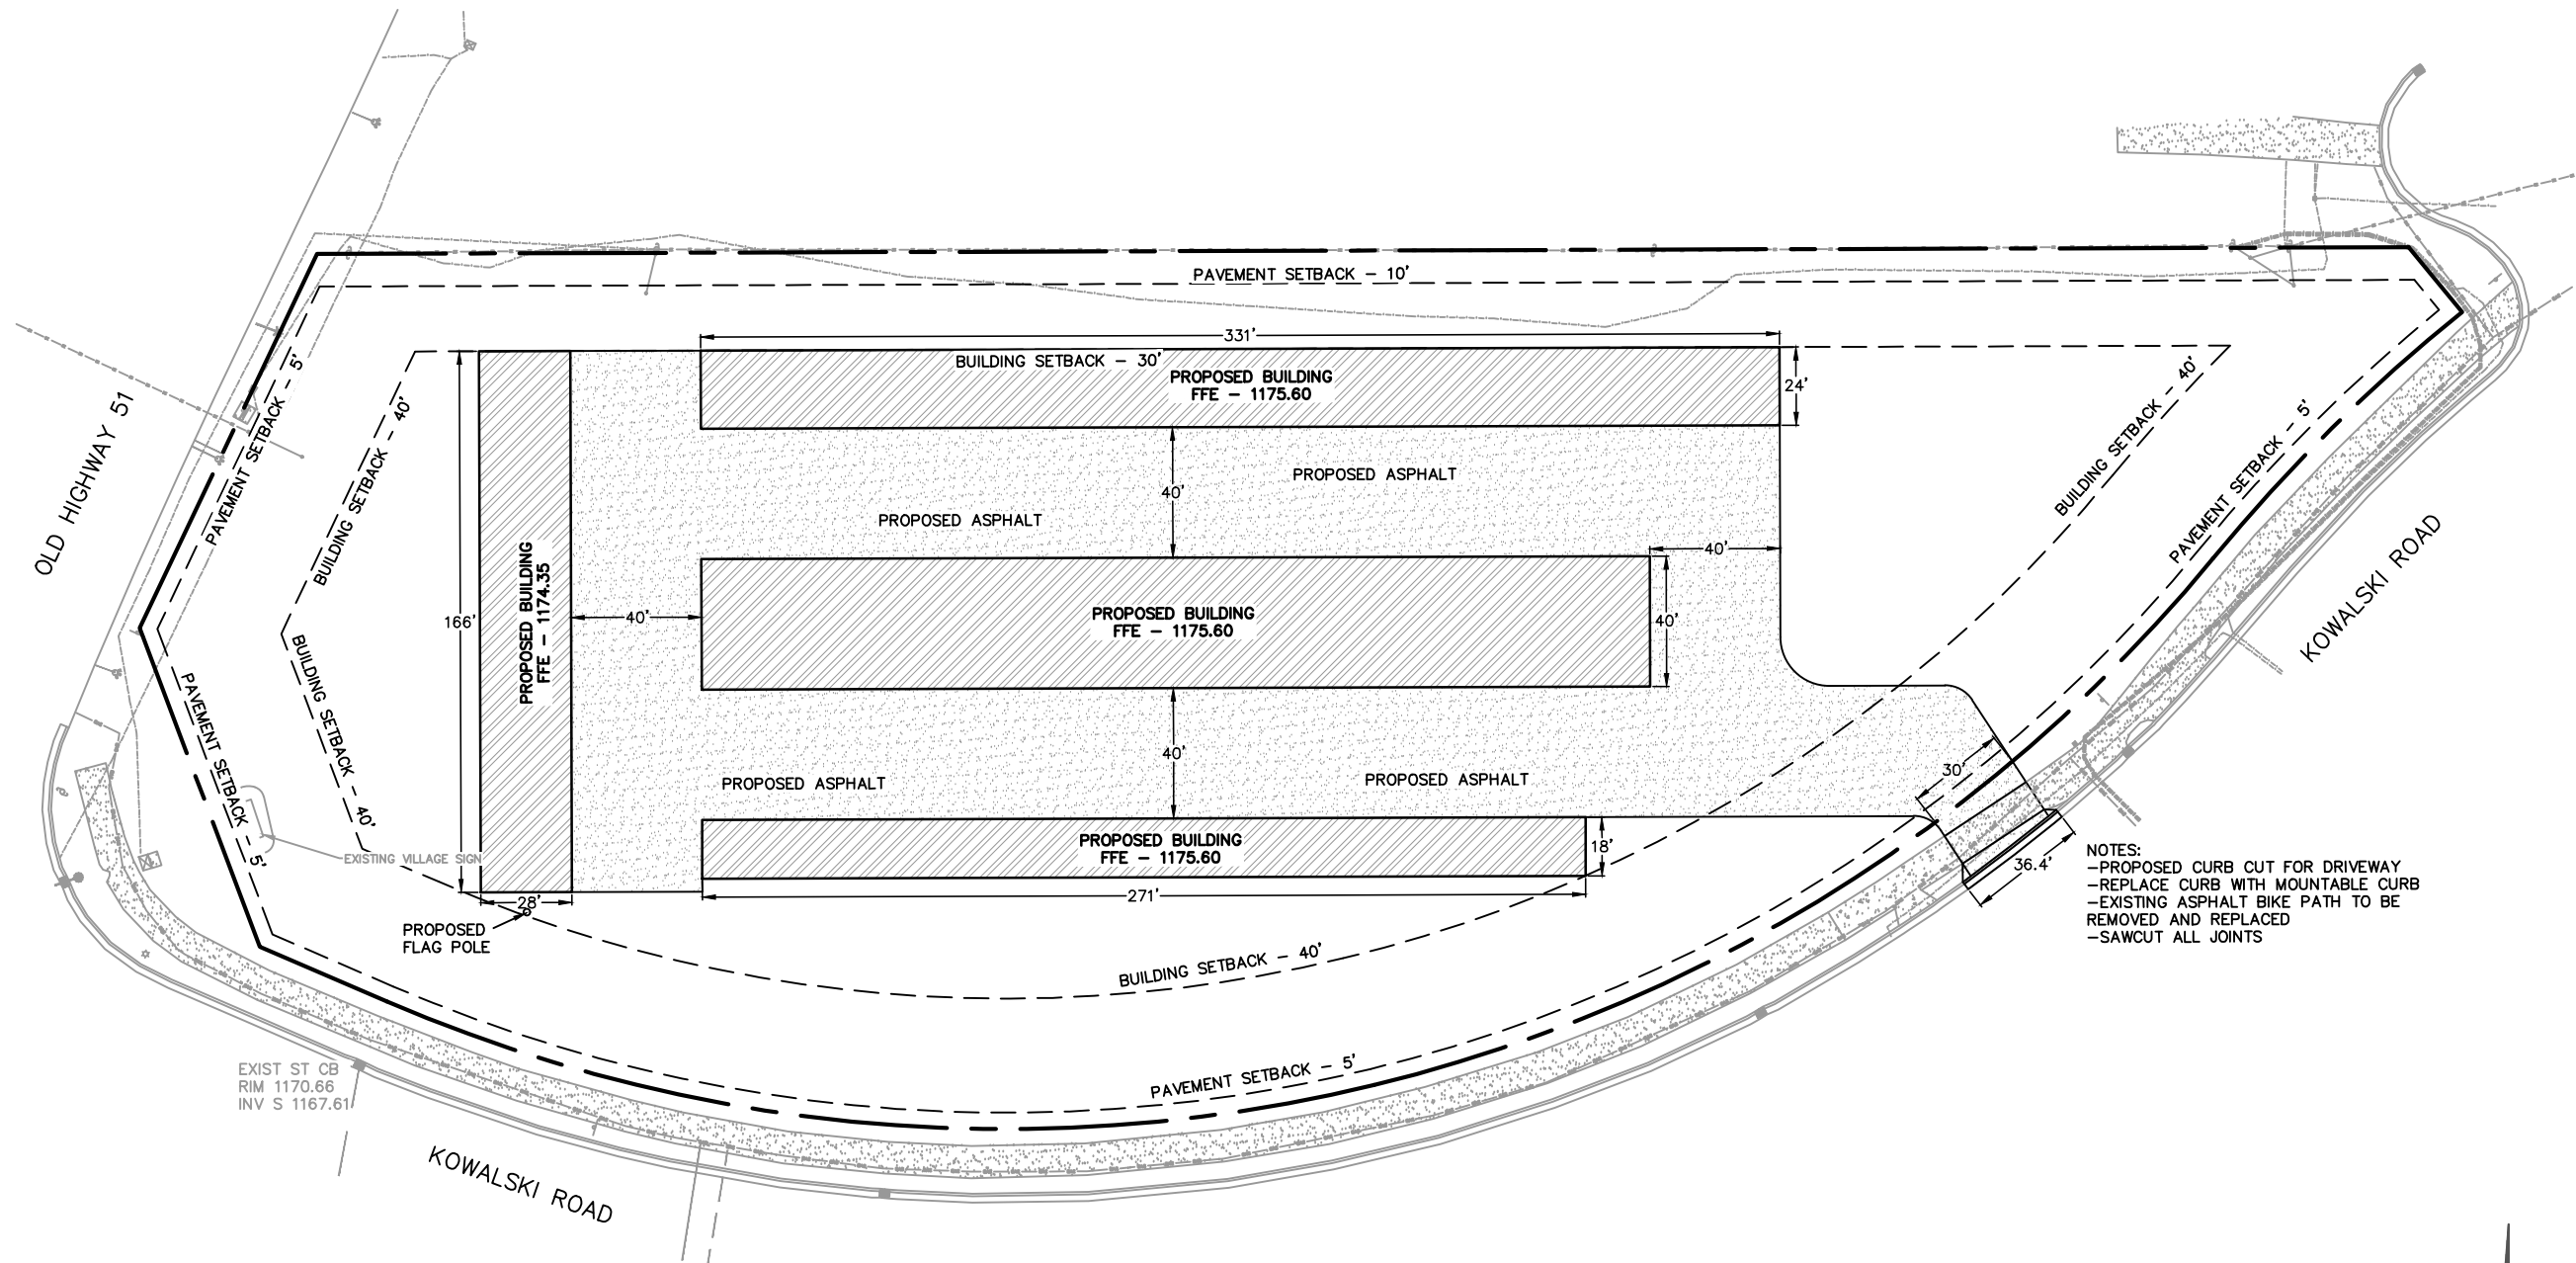 PAVEMENT SETBACK - 10'
331'
BUILDING SETBACK - 30'
PROPOSED BUILDING
FFE - 1175.60
24'
PAVEMENT SETBACK - 5'
BUILDING SETBACK - 40'
OLD HIGHWAY 51
BUILDING SETBACK - 40'
PAVEMENT SETBACK - 5'
PROPOSED ASPHALT
40'
PROPOSED ASPHALT
40'
KOWALSKI ROAD
166'
PROPOSED BUILDING
FFE - 1174.35
40'
PROPOSED BUILDING
FFE - 1175.60
40'
BUILDING SETBACK - 40'
PAVEMENT SETBACK - 5'
40'
PROPOSED ASPHALT
PROPOSED ASPHALT
30'
EXISTING VILLAGE SIGN
PROPOSED BUILDING
FFE - 1175.60
18'
36.4'
NOTES:
-PROPOSED CURB CUT FOR DRIVEWAY
-REPLACE CURB WITH MOUNTABLE CURB
-EXISTING ASPHALT BIKE PATH TO BE
REMOVED AND REPLACED
-SAWCUT ALL JOINTS
28'
271'
PROPOSED
FLAG POLE
BUILDING SETBACK - 40'
PAVEMENT SETBACK - 5'
EXIST ST CB
RIM 1170.66
INV S 1167.61
KOWALSKI ROAD